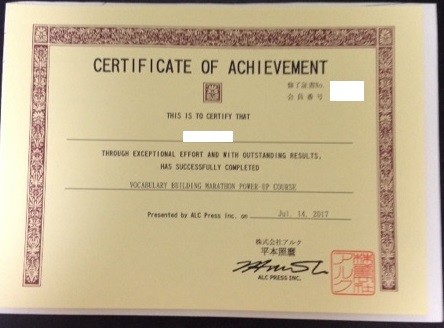 CERTIFICATE OF ACHIEVEMENT
修了証書No.
会員番号
THIS IS TO CERTIFY THAT
THROUGH EXCEPTIONAL EFFORT AND WITH OUTSTANDING RESULTS,
HAS SUCCESSFULLY COMPLETED
VOCABULARY BUILDING MARATHON POWER-UP COURSE
Presented by ALC Press Inc. on Jul. 14, 2017
株式会社アルク
平本照麿
ALC PRESS INC.